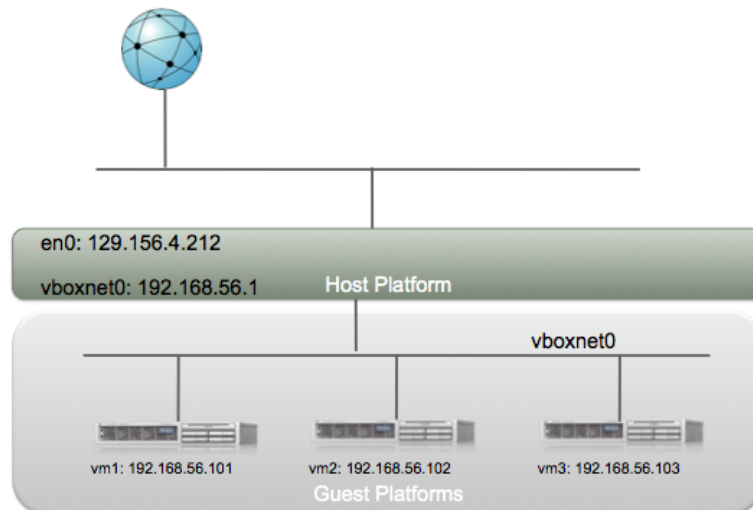 en0: 129.156.4.212
vboxnet0: 192.168.56.1
Host Platform
vboxnet0
vm1: 192.168.56.101
vm2: 192.168.56.102
vm3: 192.168.56.103
Guest Platforms